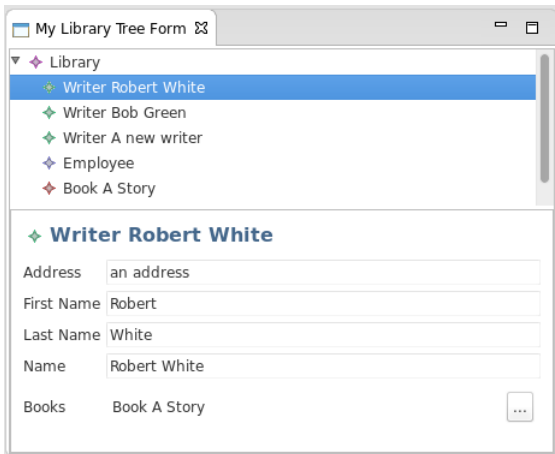 My Library Tree Form
Library
Writer Robert White
Writer Bob Green
Writer A new writer
Employee
Book A Story
Writer Robert White
Address an address
First Name Robert
Last Name White
Name Robert White
Books Book A Story ...